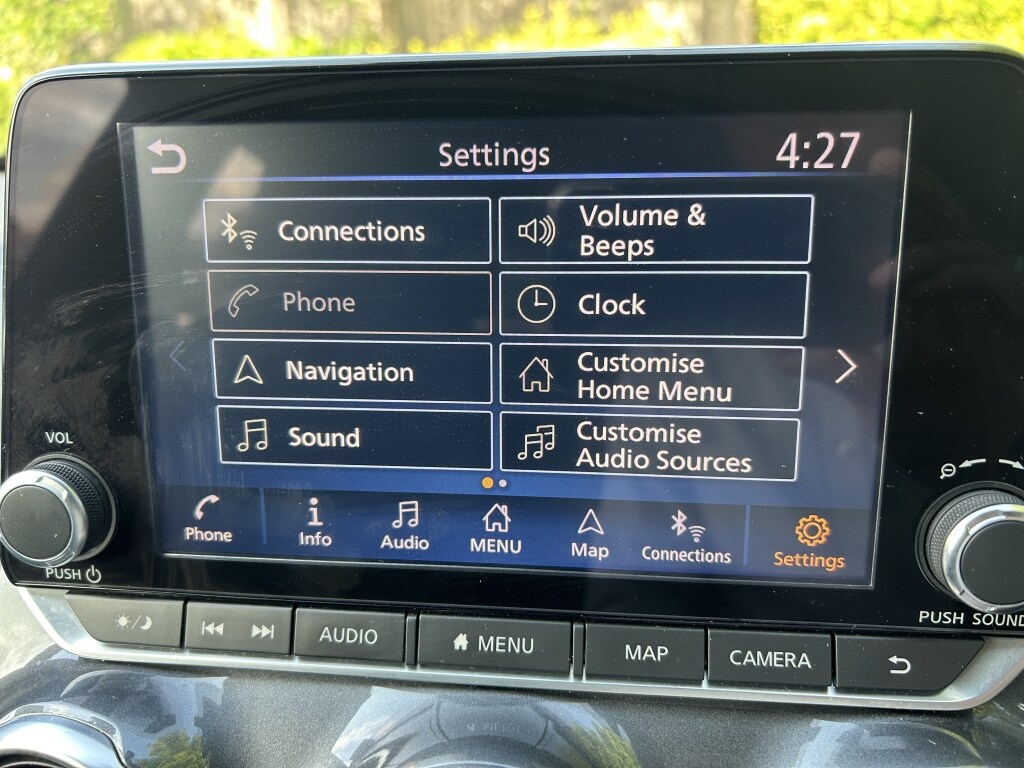 Settings
4:27
Connections
Volume &
Beeps
Phone
Clock
Navigation
Customise
Home Menu
Sound
Customise
Audio Sources
VOL
Phone
Info
Audio
MENU
Map
Connections
Settings
PUSH
PUSH SOUND
AUDIO
MENU
MAP
CAMERA